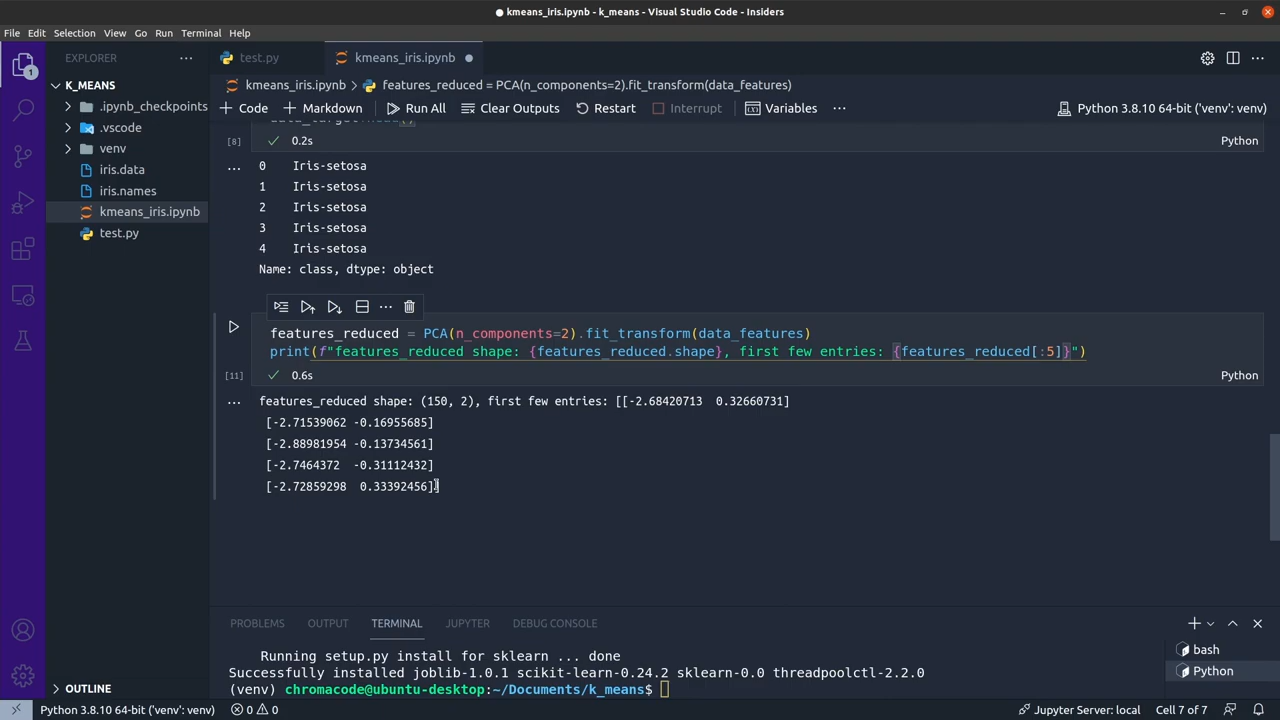 kmeans_iris.ipynb - k_means - Visual Studio Code - Insiders
File Edit Selection View Go Run Terminal Help
1
EXPLORER
K_MEANS
.ipynb_checkpoints
.vscode
venv
iris.data
iris.names
kmeans_iris.ipynb
test.py
OUTLINE
test.py kmeans_iris.ipynb
kmeans_iris.ipynb > features_reduced = PCA(n_components=2).fit_transform(data_features)
+ Code + Markdown Run All Clear Outputs Restart Interrupt Variables ... Python 3.8.10 64-bit ('venv': venv)
[8] 0.2s Python
0 Iris-setosa
1 Iris-setosa
2 Iris-setosa
3 Iris-setosa
4 Iris-setosa
Name: class, dtype: object
features_reduced = PCA(n_components=2).fit_transform(data_features)
print(f"features_reduced shape: {features_reduced.shape}, first few entries: {features_reduced[:5]}")
[11] 0.6s Python
features_reduced shape: (150, 2), first few entries: [[-2.68420713 0.32660731]
[-2.71539062 -0.16955685]
[-2.88981954 -0.13734561]
[-2.7464372 -0.31112432]
[-2.72859298 0.33392456]]
PROBLEMS OUTPUT TERMINAL JUPYTER DEBUG CONSOLE
Running setup.py install for sklearn ... done
Successfully installed joblib-1.0.1 scikit-learn-0.24.2 sklearn-0.0 threadpoolctl-2.2.0
(venv) chromacode@ubuntu-desktop:~/Documents/k_means$
bash
Python
Python 3.8.10 64-bit ('venv': venv) 0 0 Jupyter Server: local Cell 7 of 7